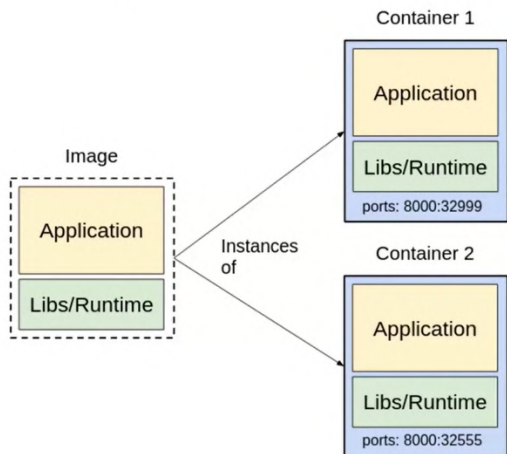 Image
Application
Libs/Runtime
Instances
of
Container 1
Application
Libs/Runtime
ports: 8000:32999
Container 2
Application
Libs/Runtime
ports: 8000:32555